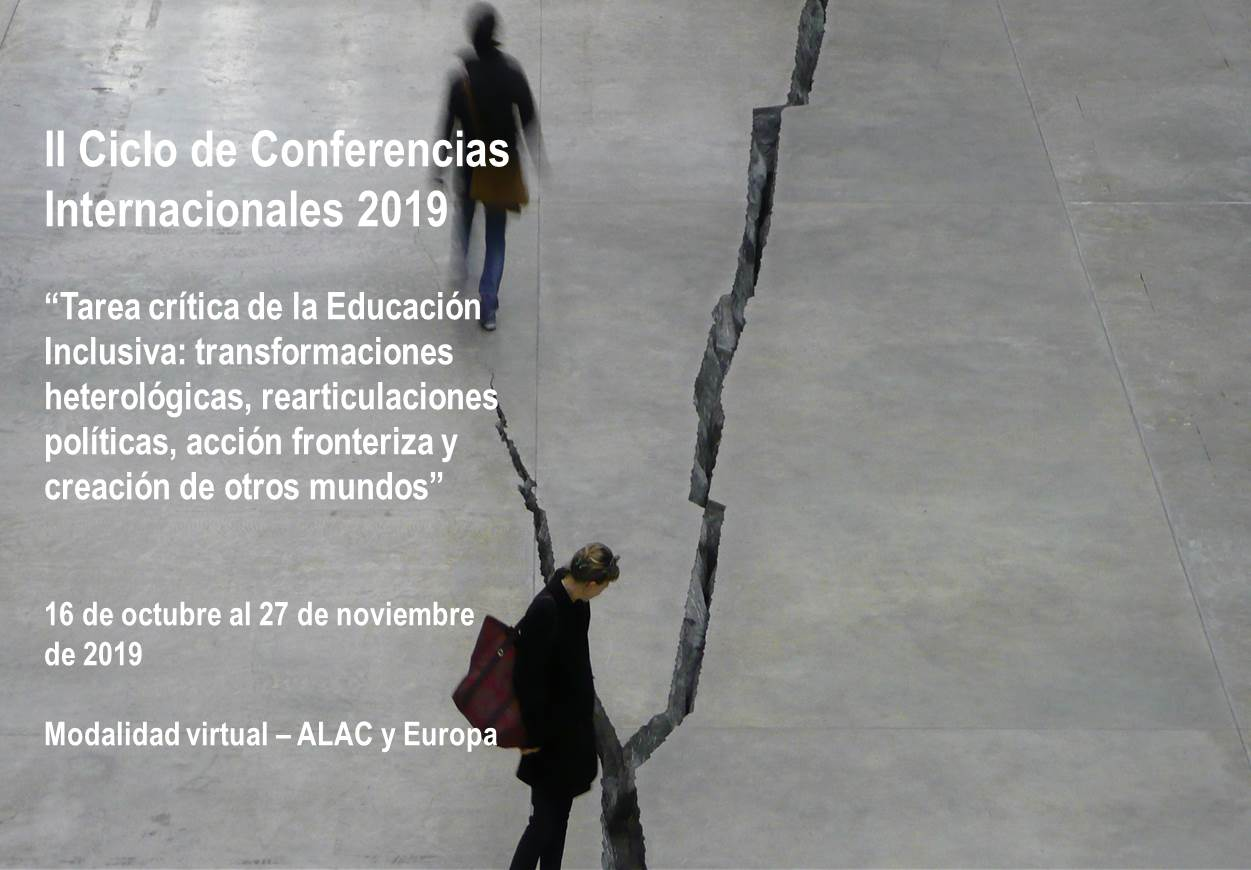 II Ciclo de Conferencias
Internacionales 2019
“Tarea crítica de la Educación
Inclusiva: transformaciones
heterológicas, rearticulaciones
políticas, acción fronteriza y
creación de otros mundos”
16 de octubre al 27 de noviembre
de 2019
Modalidad virtual – ALAC y Europa